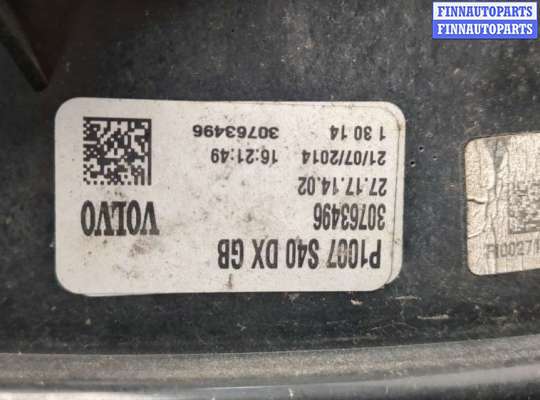 FINNAUTOPARTS
FINNAUTOPARTS
P1007 S40 DX GB
30763496
VOLVO
27.17.14.02
21/07/2014 16:21:49
1 30 14 30763496